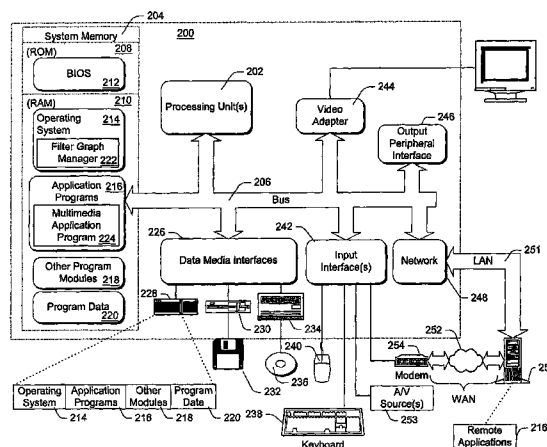 204
System Memory
200
(ROM) 208
BIOS
212
(RAM) 210
Operating
System
214
Filter Graph
Manager
222
Application
Programs
216
Multimedia
Application
Program
224
Other Program
Modules
218
Program
Data
220
202
Processing Unit(s)
244
Video
Adapter
246
Output
Peripheral
Interface
206
Bus
226
242
Data Media Interfaces
Input
Interface(s)
Network
248
LAN
251
228
230
234
240
232
236
254
252
Modem
WAN
A/V
Source(s)
253
238
Keyboard
Operating
System
Application
Programs
Other
Modules
Program
Data
214
216
218
220
Remote
Applications
216